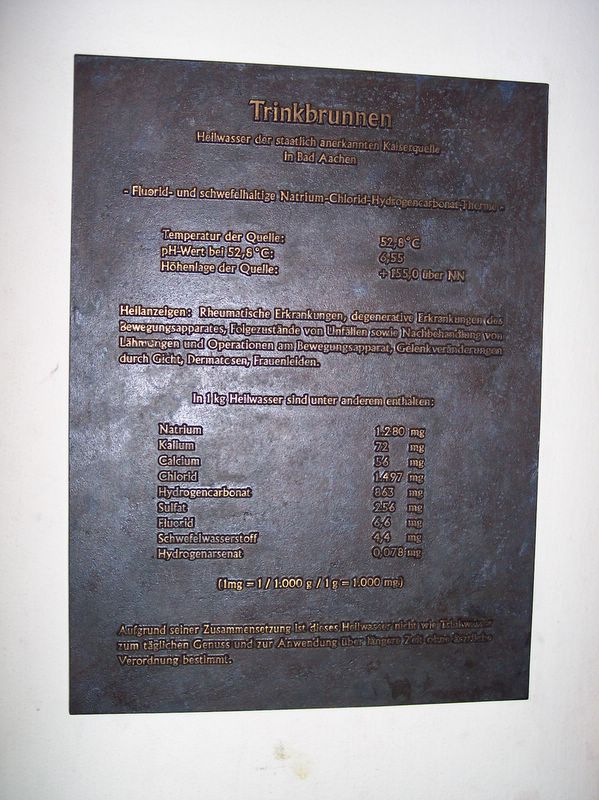 Trinkbrunnen
Heilwasser der staatlich anerkannten Kaiserquelle
in Bad Aachen
- Fluorid- und schwefelhaltige Natrium-Chlorid-Hydrogencarbonat-Therme -
Temperatur der Quelle: 52,8°C
pH-Wert bei 52,8°C: 6,55
Höhenlage der Quelle: + 155,0 über NN
Heilanzeigen: Rheumatische Erkrankungen, degenerative Erkrankungen des
Bewegungsapparates, Folgezustände von Unfällen sowie Nachbehandlung von
Lähmungen und Operationen am Bewegungsapparat, Gelenkveränderungen
durch Gicht, Dermatosen, Frauenleiden.
In 1 kg Heilwasser sind unter anderem enthalten:
Natrium 1.280 mg
Kalium 72 mg
Calcium 56 mg
Chlorid 1.497 mg
Hydrogencarbonat 863 mg
Sulfat 256 mg
Fluorid 6,6 mg
Schwefelwasserstoff 4,4 mg
Hydrogenarsenat 0,078 mg
(1mg = 1 / 1.000 g / 1 g = 1.000 mg)
Aufgrund seiner Zusammensetzung ist dieses Heilwasser nicht wie Trinkwasser
zum täglichen Genuss und zur Anwendung über längere Zeit ohne ärztliche
Verordnung bestimmt.